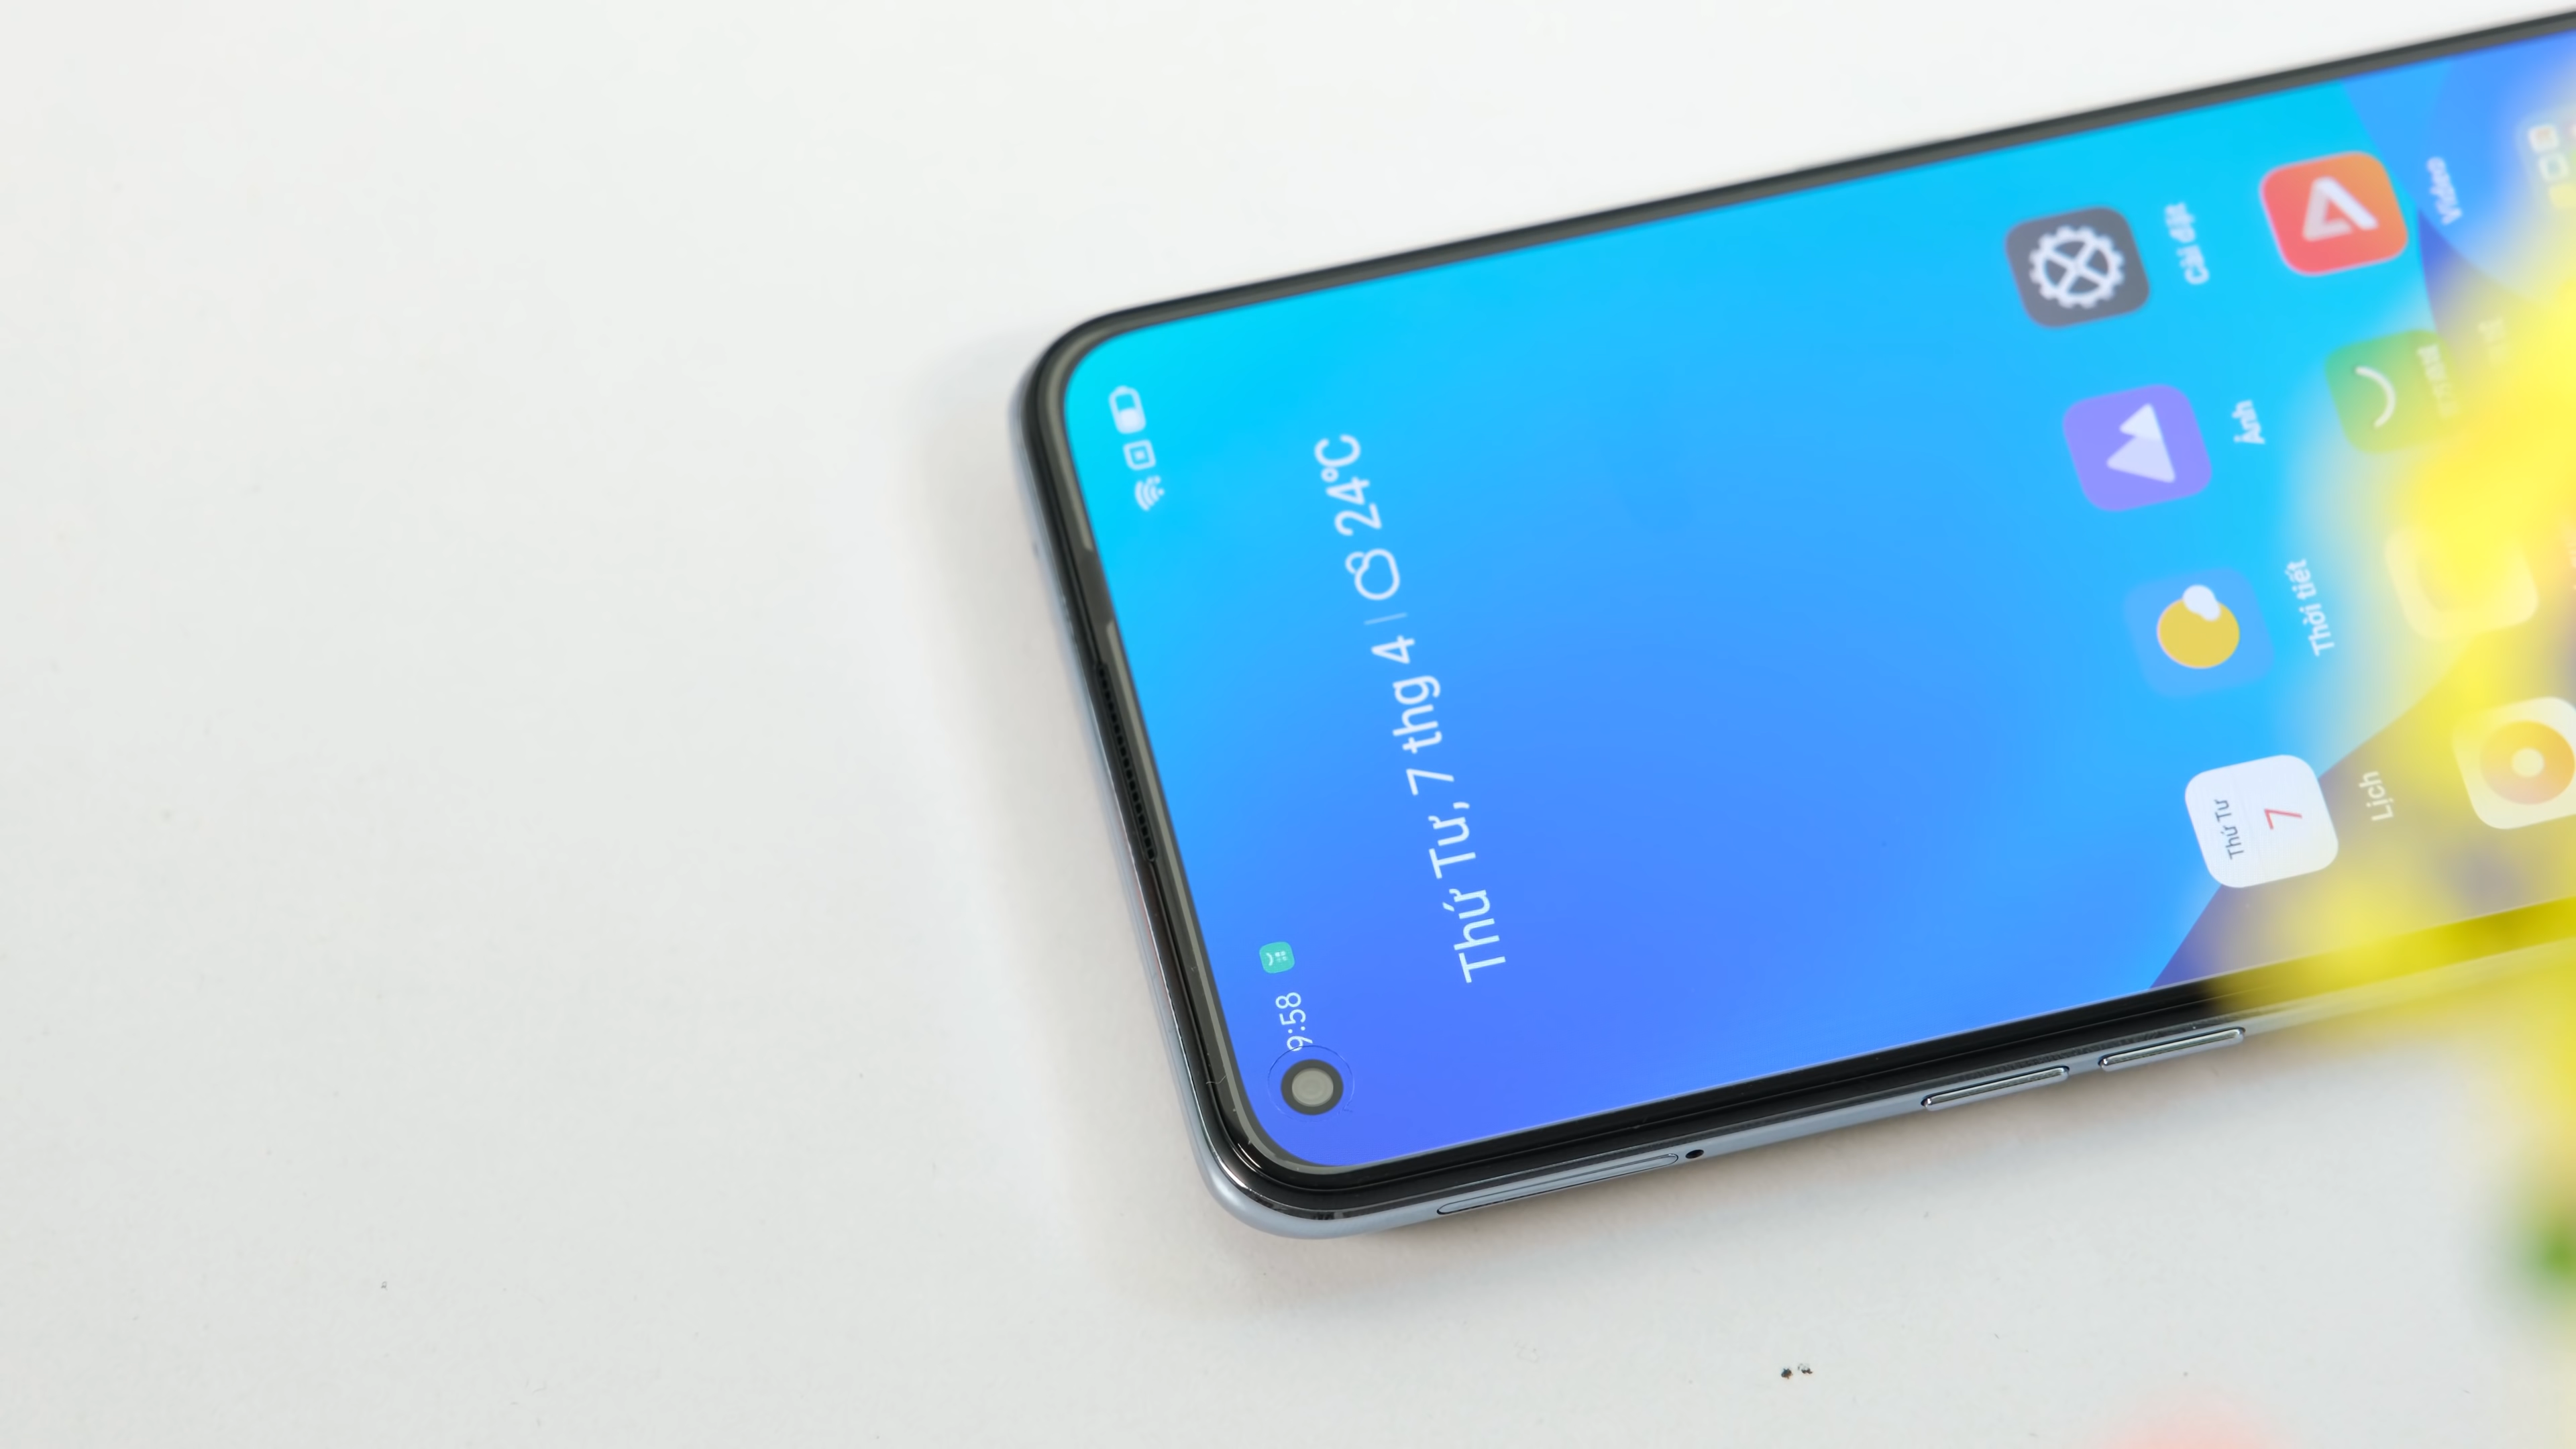 9:58
Thứ Tư, 7 thg 4 | 24°C
Thứ Tư
7
Lịch
Thời tiết
Ảnh
Cài đặt
Video